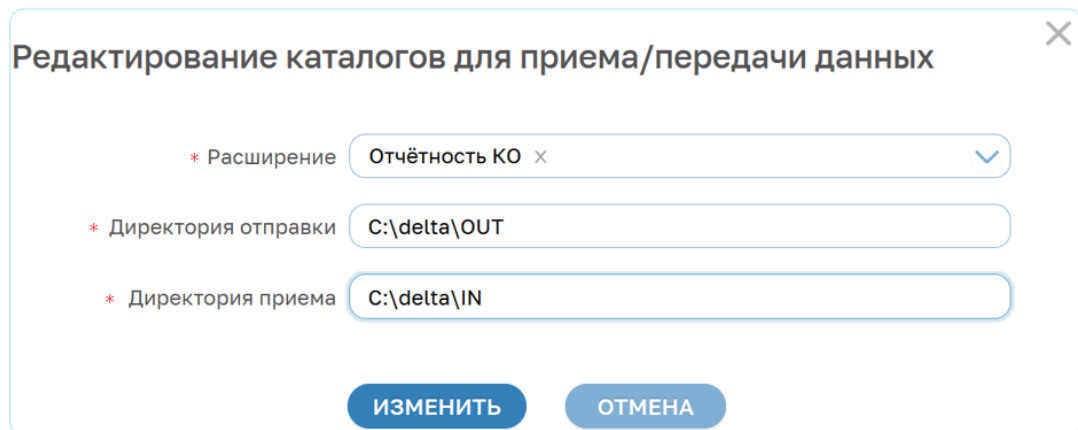 Редактирование каталогов для приема/передачи данных
* Расширение Отчётность КО ×
* Директория отправки C:\delta\OUT
* Директория приема C:\delta\IN
ИЗМЕНИТЬ ОТМЕНА